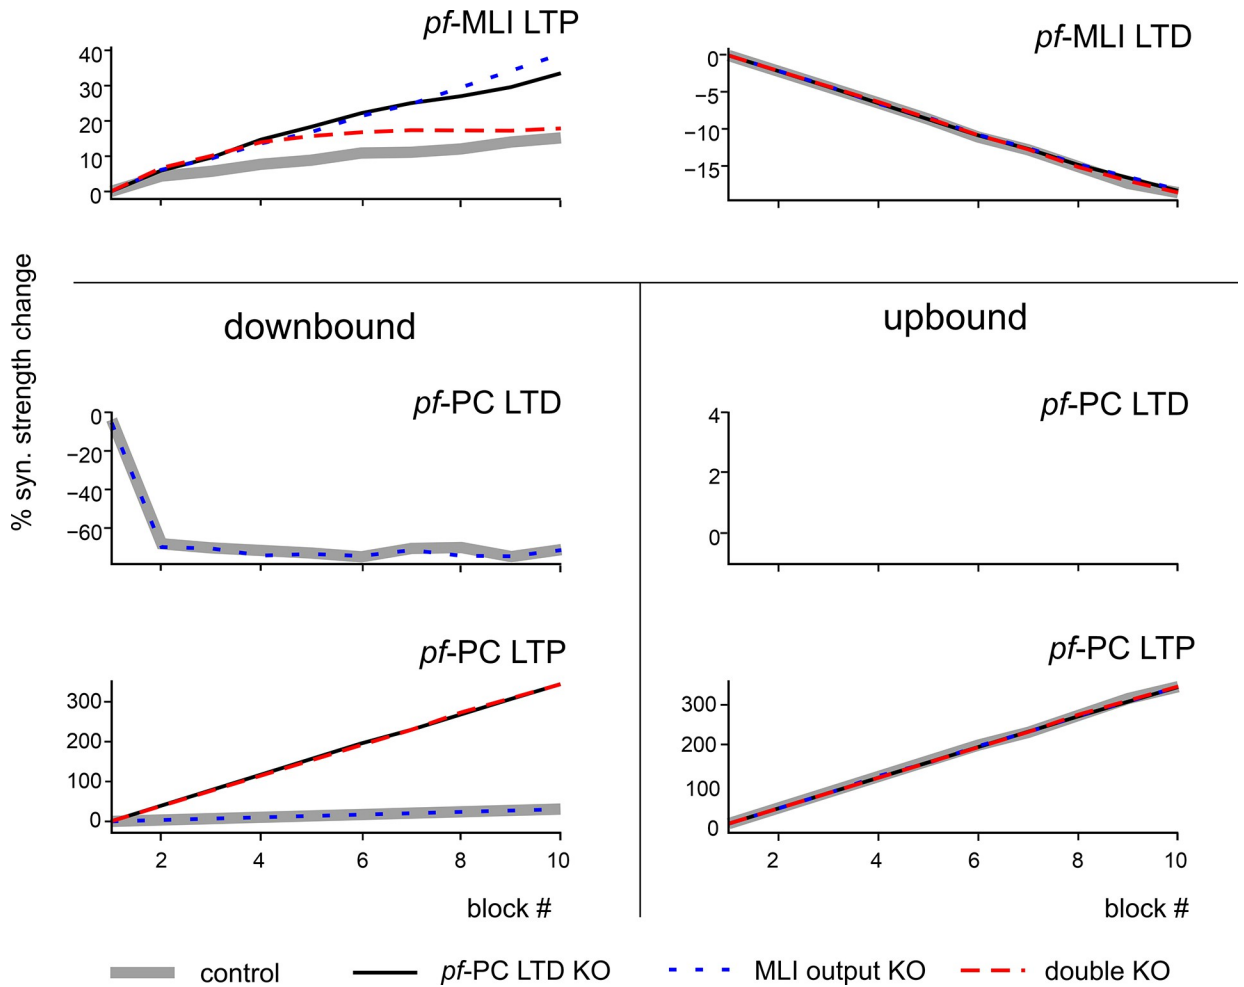 pf-MLI LTP
40
30
20
10
0
pf-MLI LTD
0
−5
−10
−15
% syn. strength change
downbound
upbound
pf-PC LTD
0
−20
−40
−60
pf-PC LTD
4
2
0
pf-PC LTP
300
200
100
0
2 4 6 8 10
block #
pf-PC LTP
300
200
100
0
2 4 6 8 10
block #
control pf-PC LTD KO MLI output KO double KO